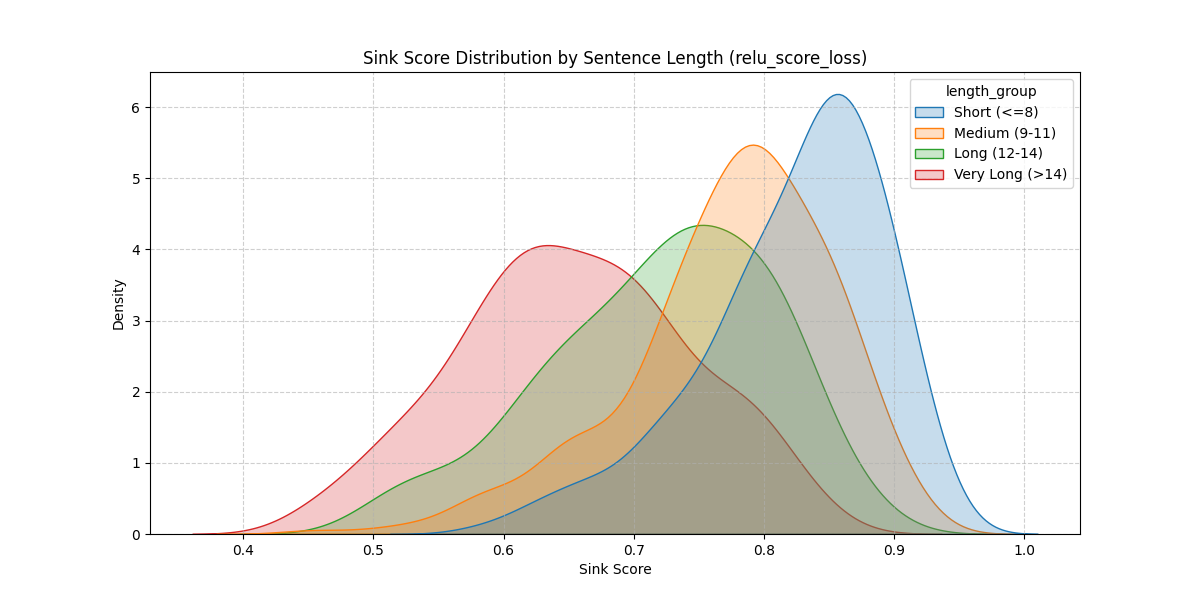 Sink Score Distribution by Sentence Length (relu_score_loss)
length_group
Short (<=8)
Medium (9-11)
Long (12-14)
Very Long (>14)
Density
6
5
4
3
2
1
0
0.4 0.5 0.6 0.7 0.8 0.9 1.0
Sink Score